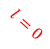 l = 0